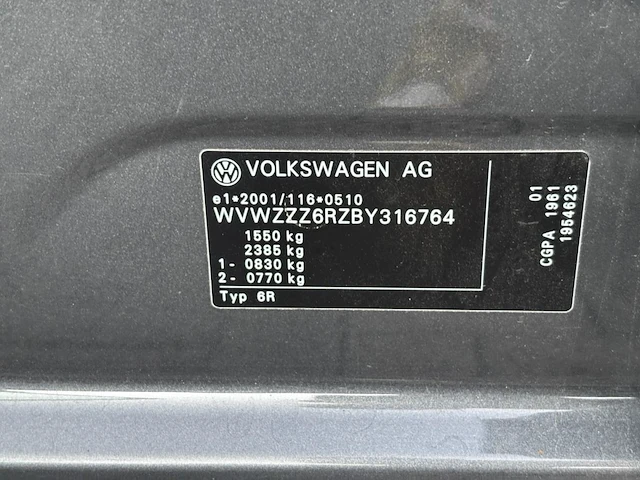 VOLKSWAGEN AG
e1*2001/116*0510
WVWZZZ6RZBY316764
1550 kg
2385 kg
1- 0830 kg
2- 0770 kg
Typ 6R
01
CGPA 1961
1954623